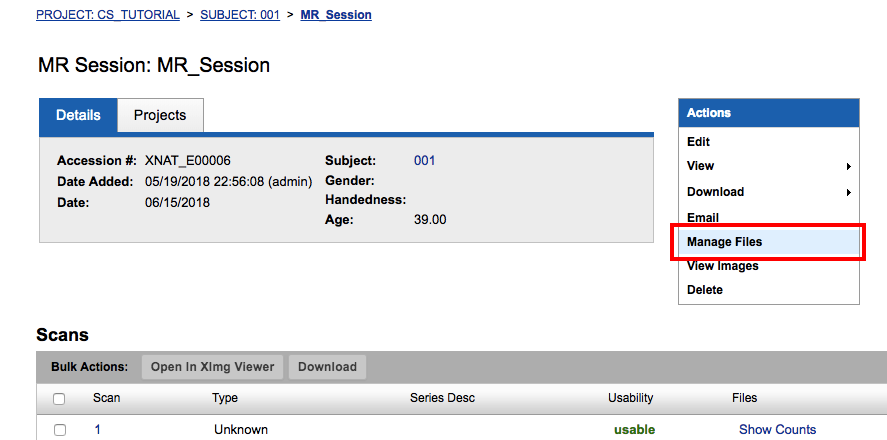 PROJECT: CS_TUTORIAL > SUBJECT: 001 > MR_Session
MR Session: MR_Session
Details Projects
Accession #: XNAT_E00006 Subject: 001
Date Added: 05/19/2018 22:56:08 (admin) Gender:
Date: 06/15/2018 Handedness:
Age: 39.00
Actions
Edit
View
Download
Email
Manage Files
View Images
Delete
Scans
Bulk Actions: Open In XImg Viewer Download
Scan Type Series Desc Usability Files
1 Unknown usable Show Counts